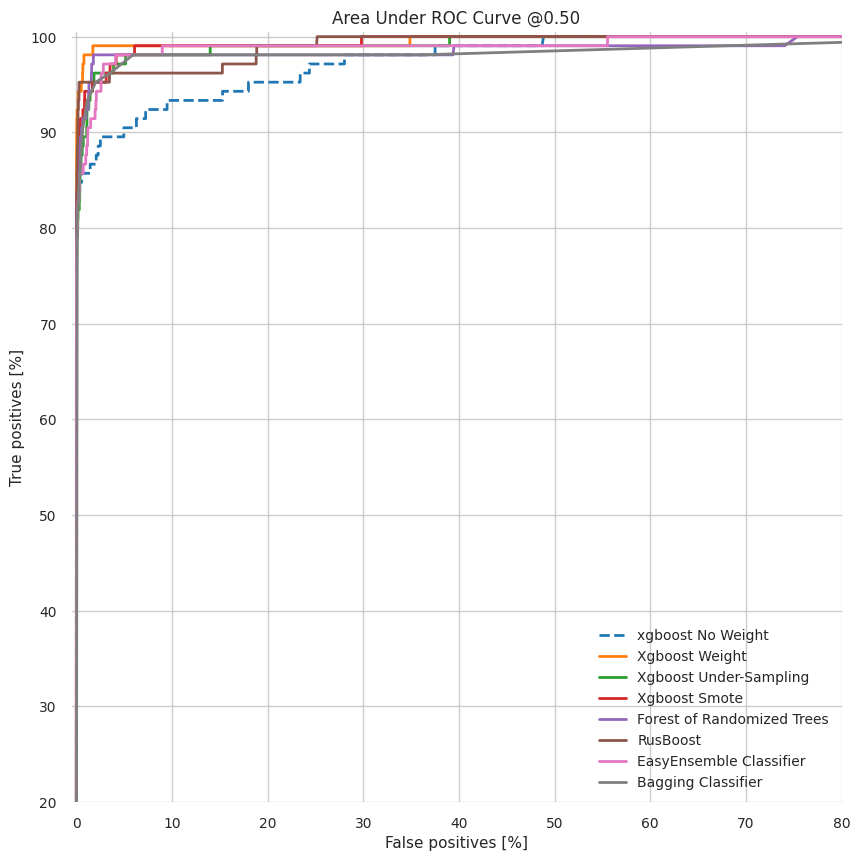 Area Under ROC Curve @0.50
100
90
80
70
60
50
40
30
20
True positives [%]
xgboost No Weight
Xgboost Weight
Xgboost Under-Sampling
Xgboost Smote
Forest of Randomized Trees
RusBoost
EasyEnsemble Classifier
Bagging Classifier
0 10 20 30 40 50 60 70 80
False positives [%]